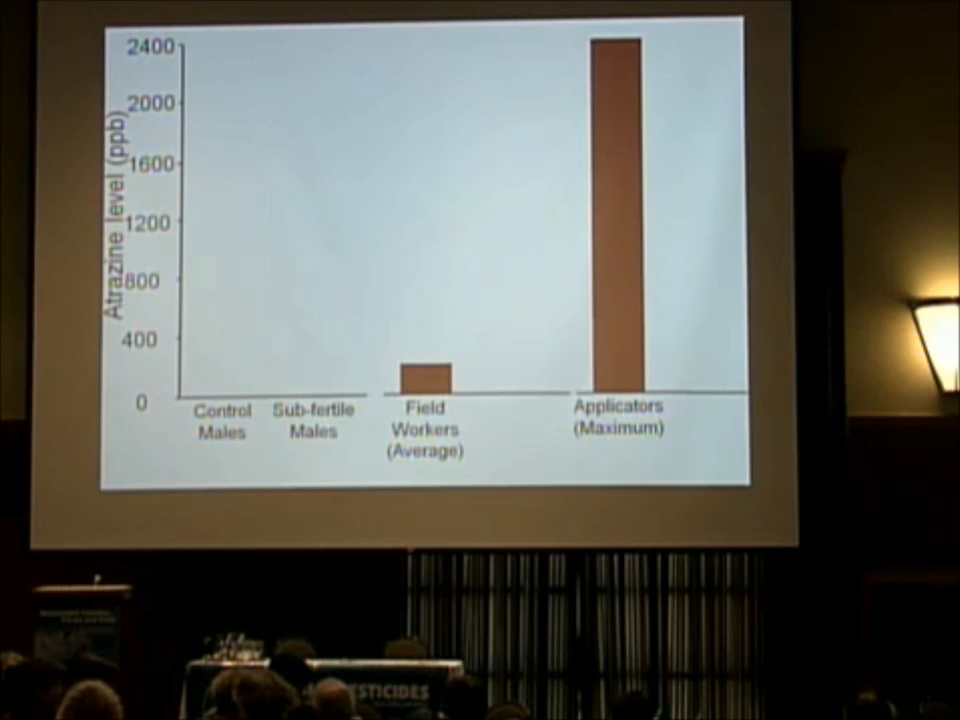 2400
2000
1600
1200
800
400
0
Atrazine level (ppb)
Control
Males
Sub-fertile
Males
Field
Workers
(Average)
Applicators
(Maximum)